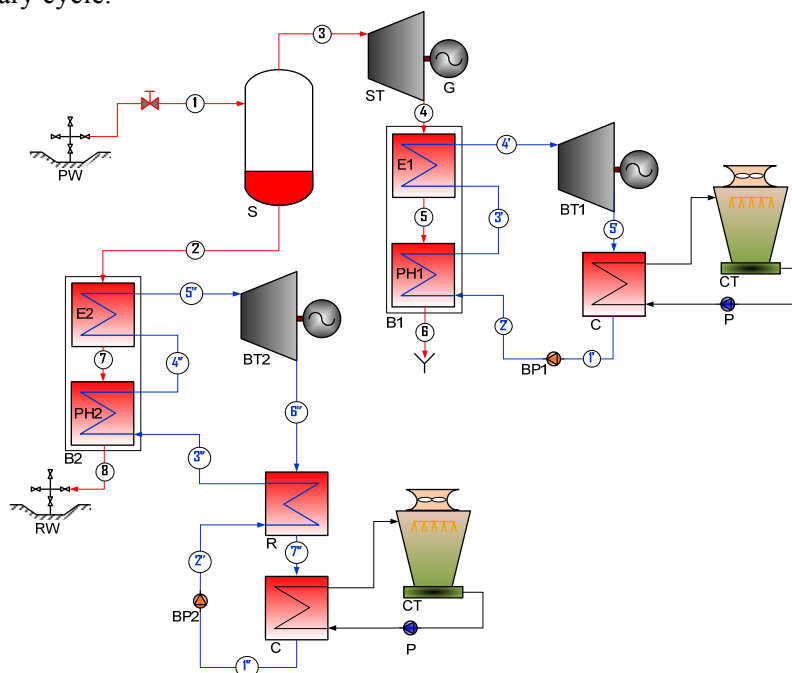 ary cycle.
3
ST
G
1
PW
S
4
E1
4'
BT1
5
3'
PH1
5'
CT
2
B1
C
P
2'
6
BP1
1'
E2
5"
BT2
7
4"
PH2
6"
B2
3"
8
RW
R
2"
7"
CT
BP2
C
P
1"